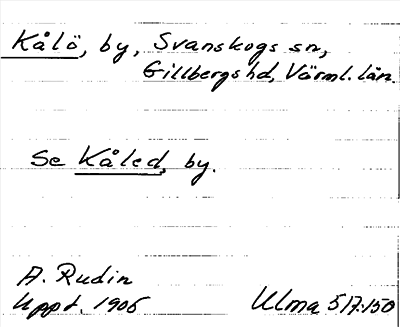 Kålö, by, Svanskogs sn,
Gillbergs hd, Värml. län.
Se Kåled, by.
A. Rudin
Uppt. 1906
Ulma 517:150